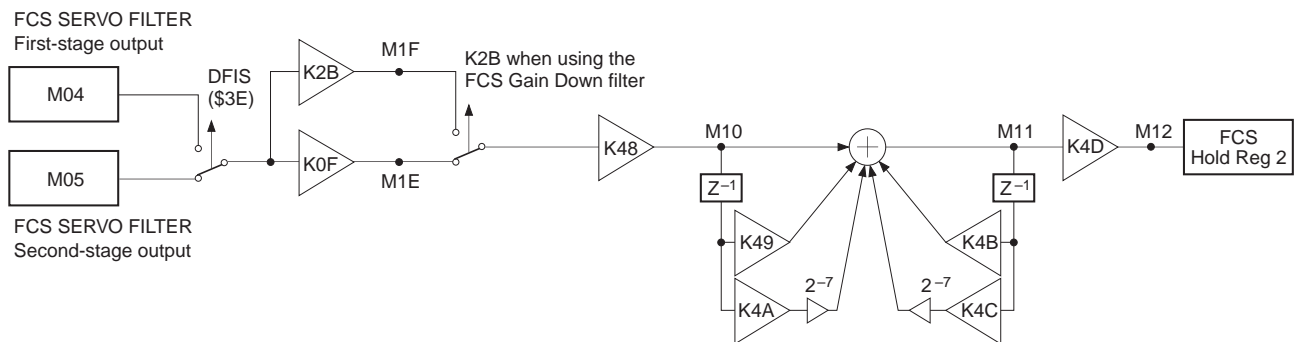 FCS SERVO FILTER
First-stage output
M04
DFIS
($3E)
K2B
M1F
K2B when using the
FCS Gain Down filter
M05
K0F
M1E
FCS SERVO FILTER
Second-stage output
K48
M10
Z⁻¹
K49
K4A
2⁻⁷
+
M11
Z⁻¹
K4B
2⁻⁷
K4C
K4D
M12
FCS
Hold Reg 2